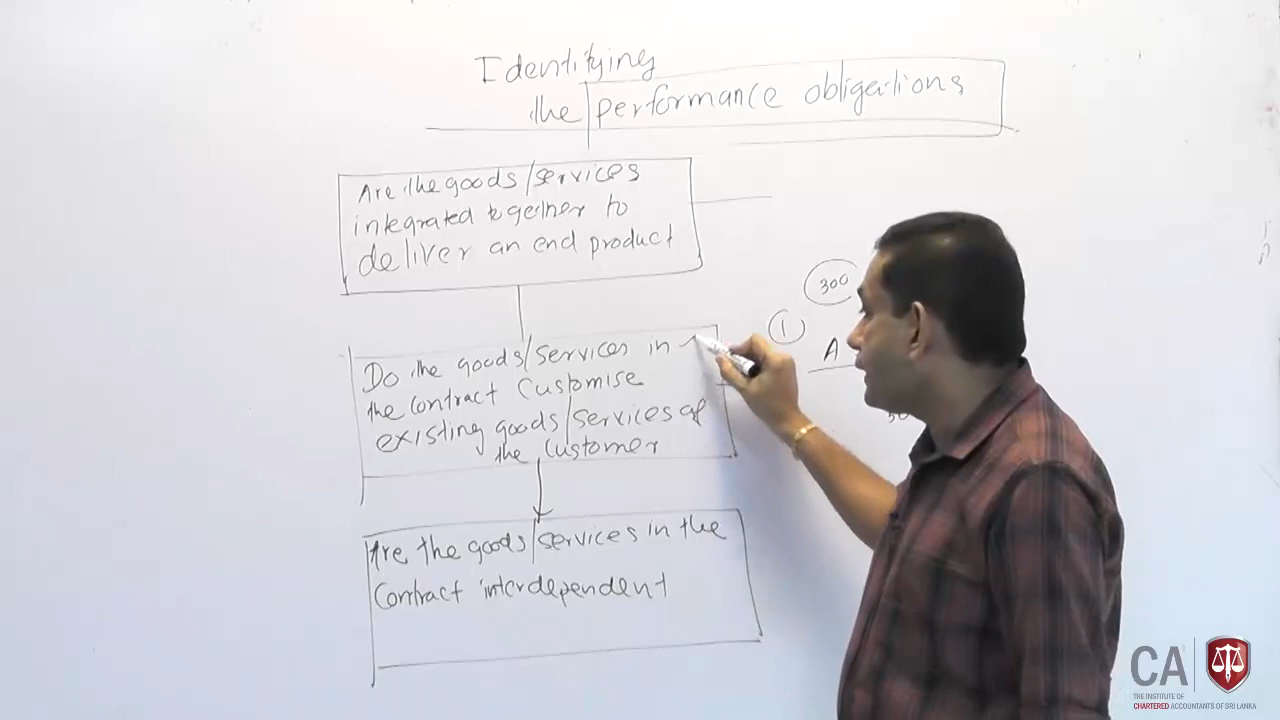 Identifying
the performance obligations
Are the goods/services
integrated together to
deliver an end product
Do the goods/services in
the contract Customise
existing goods/services of
the Customer
Are the goods/services in the
Contract interdependent
300
1
A
CA
THE INSTITUTE OF
CHARTERED ACCOUNTANTS OF SRI LANKA